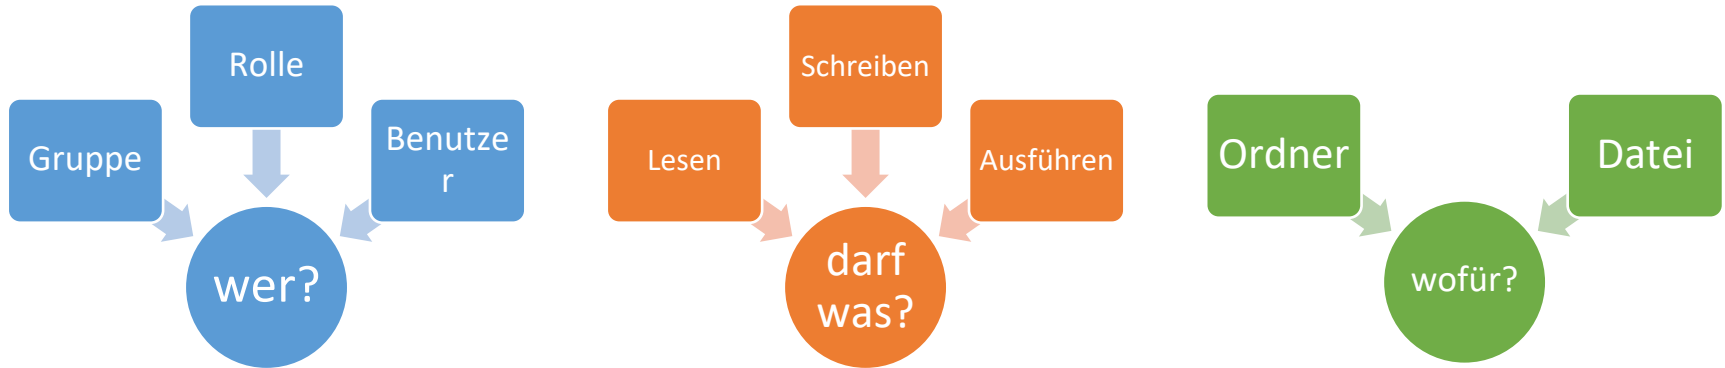 Rolle
Gruppe
Benutze
r
wer?
Schreiben
Lesen
Ausführen
darf
was?
Ordner
Datei
wofür?